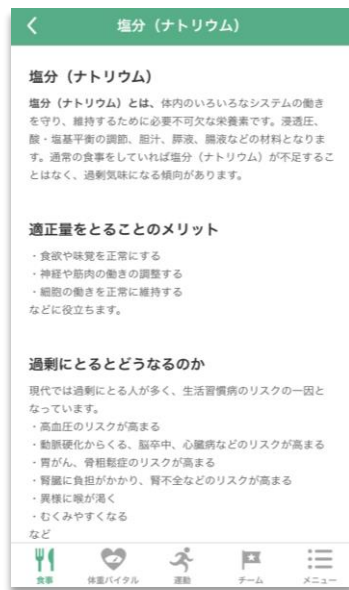 塩分（ナトリウム）
塩分（ナトリウム）
塩分（ナトリウム）とは、体内のいろいろなシステムの働き
を守り、維持するために必要不可欠な栄養素です。浸透圧、
酸・塩基平衡の調節、胆汁、膵液、腸液などの材料となりま
す。通常の食事をしていれば塩分（ナトリウム）が不足するこ
とはなく、過剰気味になる傾向があります。
適正量をとることのメリット
・食欲や味覚を正常にする
・神経や筋肉の働きの調整する
・細胞の働きを正常に維持する
などに役立ちます。
過剰にとるとどうなるのか
現代では過剰にとる人が多く、生活習慣病のリスクの一因と
なっています。
・高血圧のリスクが高まる
・動脈硬化からくる、脳卒中、心臓病などのリスクが高まる
・胃がん、骨粗鬆症のリスクが高まる
・腎臓に負担がかかり、腎不全などのリスクが高まる
・異様に喉が渇く
・むくみやすくなる
など
食事 体重バイタル 運動 チーム メニュー